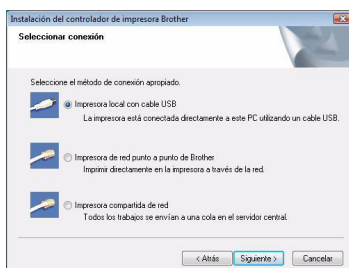 Instalación del controlador de impresora Brother
Seleccionar conexión
Seleccione el método de conexión apropiado.
Impresora local con cable USB
La impresora está conectada directamente a este PC utilizando un cable USB.
Impresora de red punto a punto de Brother
Imprimir directamente en la impresora a través de la red.
Impresora compartida de red
Todos los trabajos se envían a una cola en el servidor central.
< Atrás Siguiente > Cancelar